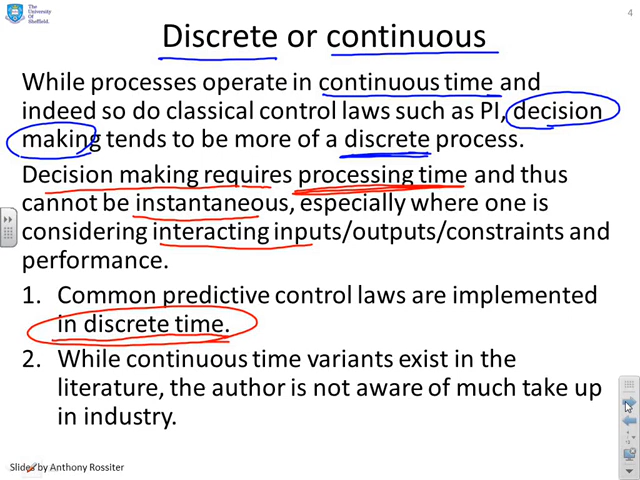 The
University
Of
Sheffield.
4
Discrete or continuous
While processes operate in continuous time and
indeed so do classical control laws such as PI, decision
making tends to be more of a discrete process.
Decision making requires processing time and thus
cannot be instantaneous, especially where one is
considering interacting inputs/outputs/constraints and
performance.
1. Common predictive control laws are implemented
in discrete time.
2. While continuous time variants exist in the
literature, the author is not aware of much take up
in industry.
Slides by Anthony Rossiter